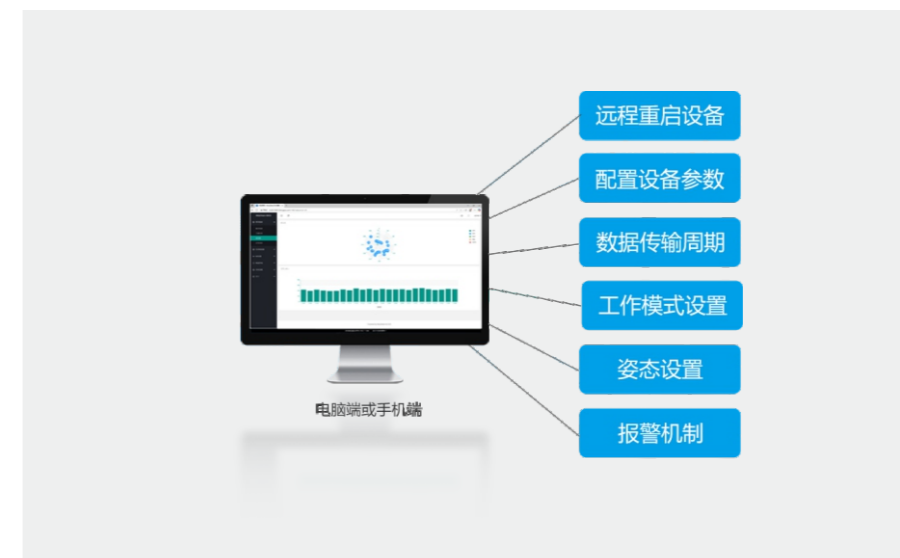 远程重启设备
配置设备参数
数据传输周期
工作模式设置
姿态设置
报警机制
电脑端或手机端